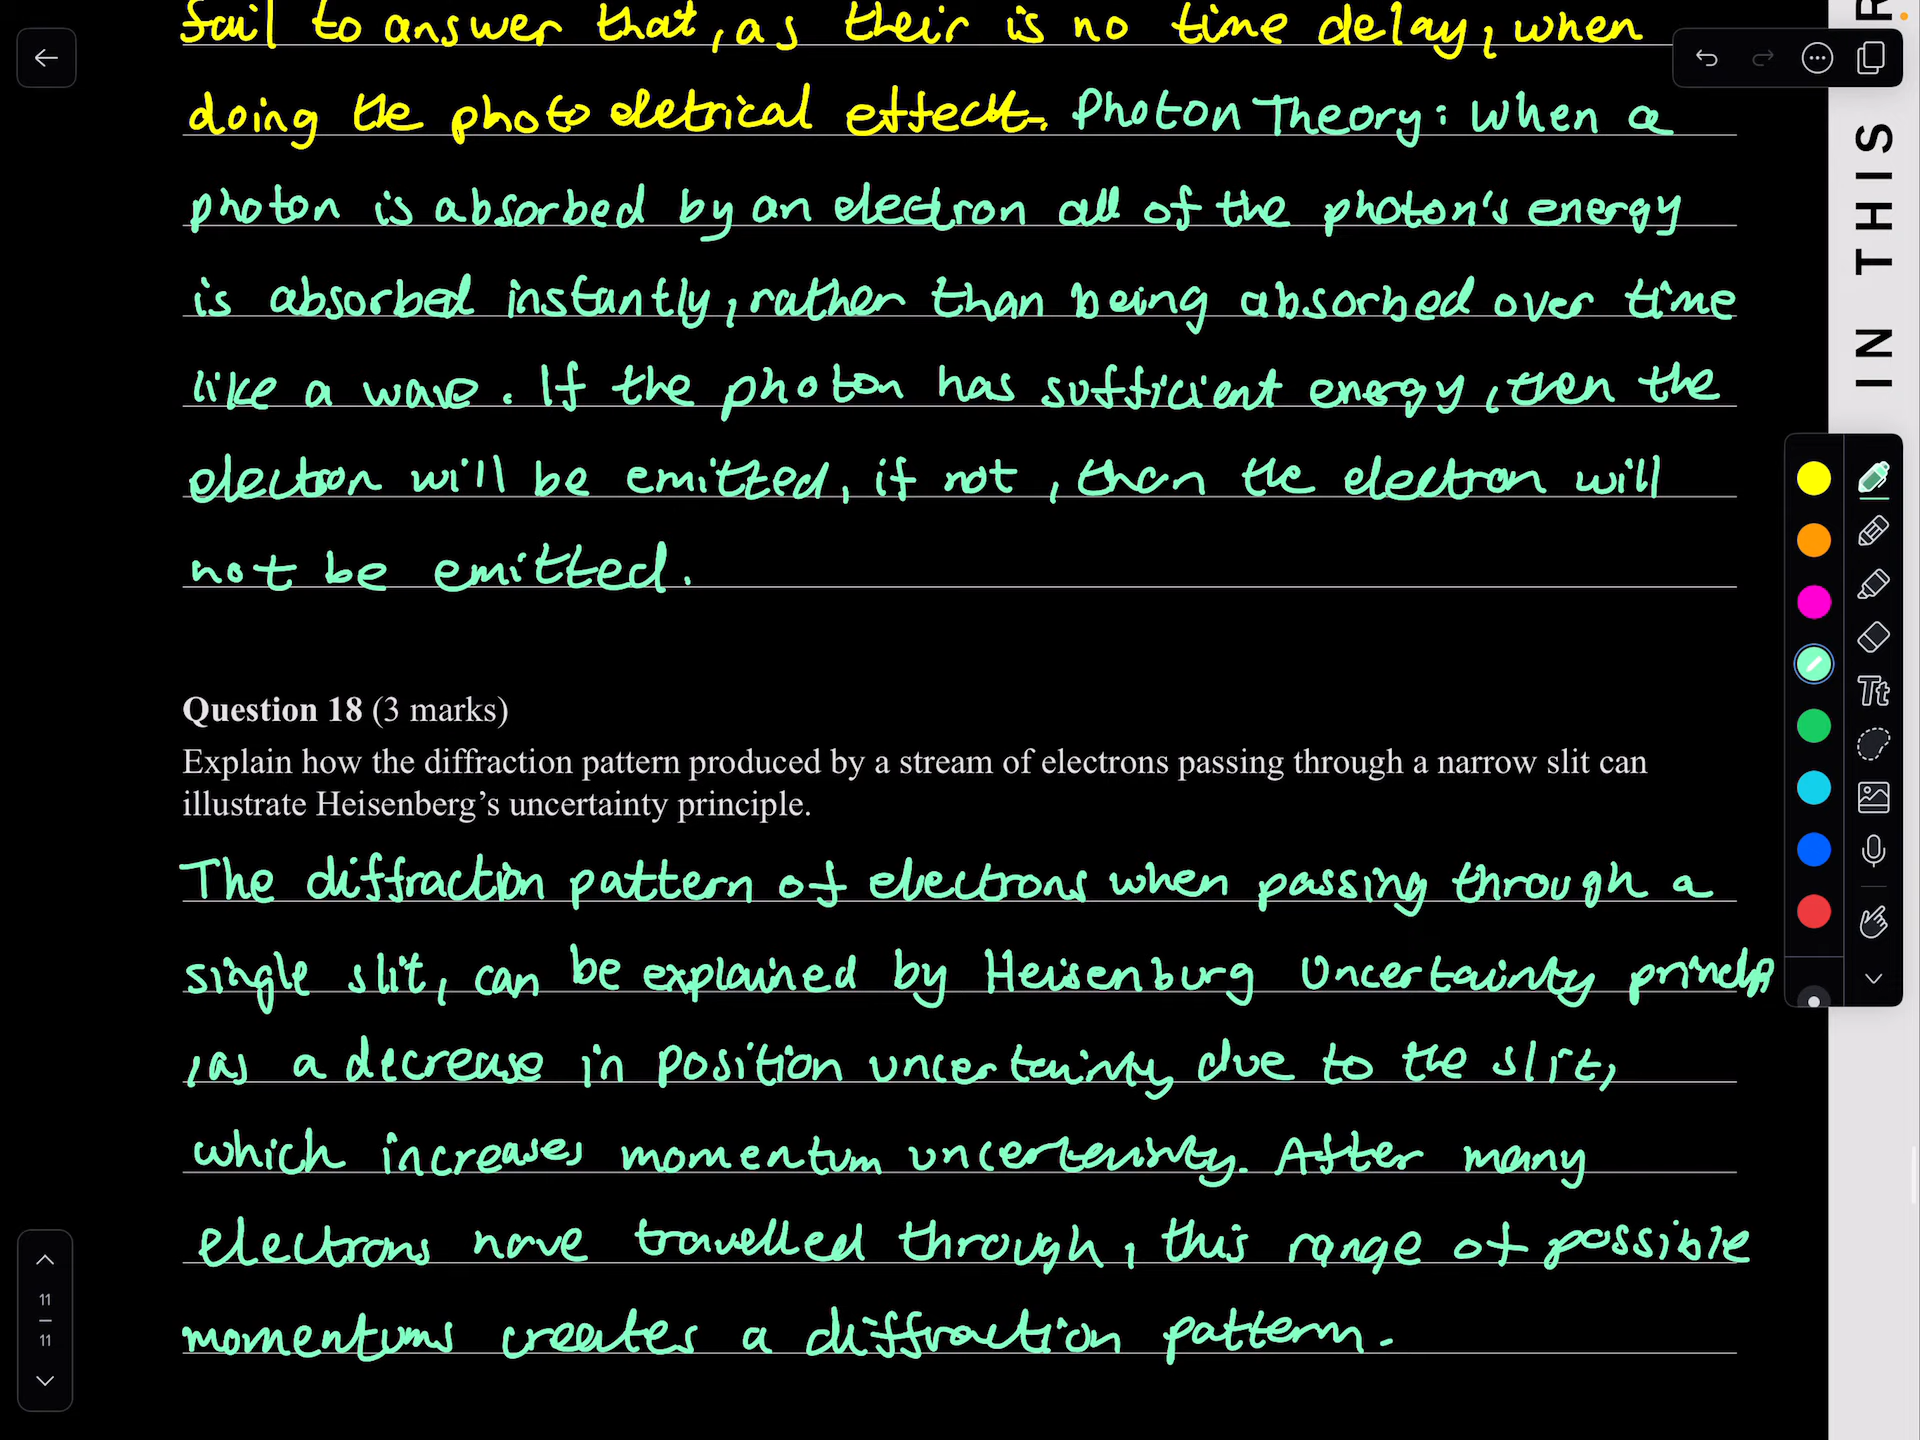 fail to answer that, as their is no time delay, when
doing the photo eletrical effect. Photon Theory: When a
photon is absorbed by an electron all of the photon's energy
is absorbed instantly, rather than being absorbed over time
like a wave. If the photon has sufficient energy, then the
electron will be emitted, if not, than the electron will
not be emitted.
Question 18 (3 marks)
Explain how the diffraction pattern produced by a stream of electrons passing through a narrow slit can
illustrate Heisenberg's uncertainty principle.
The diffraction pattern of electrons when passing through a
single slit, can be explained by Heisenburg Uncertainty
, as a decrease in position uncertainty due to the slit,
which increases momentum uncertainty. After many
electrons have travelled through, this range of possible
momentums creates a diffraction pattern.
IN THIS
Tt
11
11